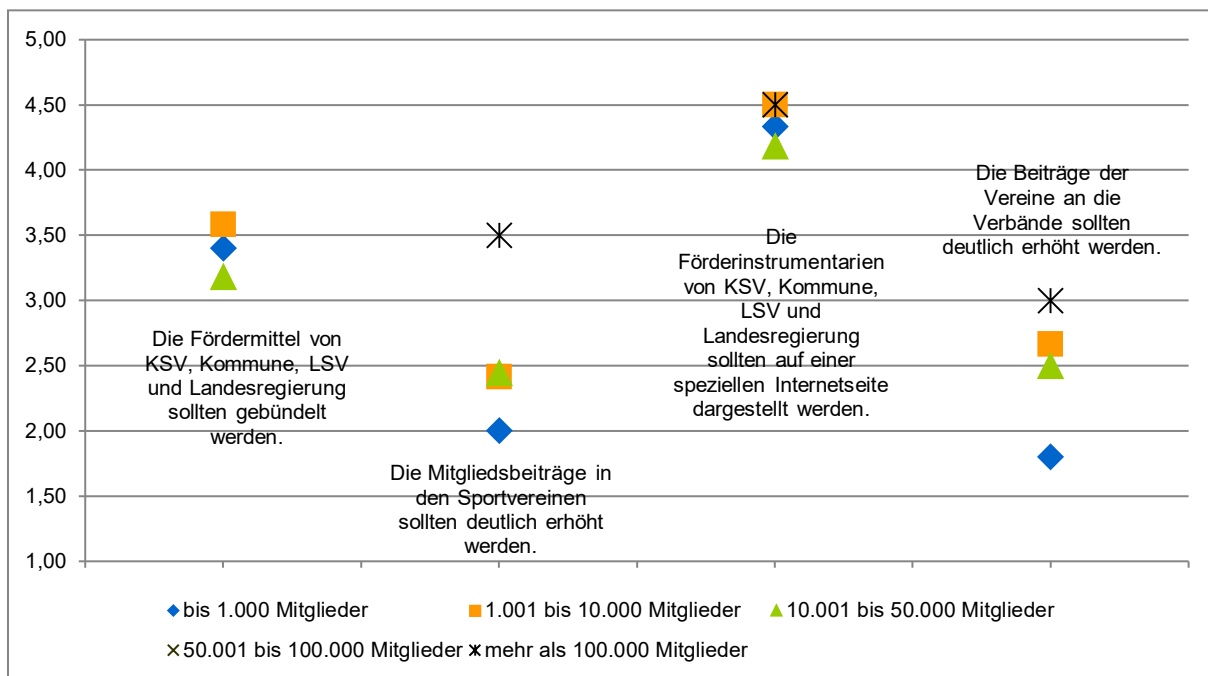 5,00
4,50
4,00
3,50
3,00
2,50
2,00
1,50
1,00
Die Fördermittel von
KSV, Kommune, LSV
und Landesregierung
sollten gebündelt
werden.
Die Mitgliedsbeiträge in
den Sportvereinen
sollten deutlich erhöht
werden.
Die
Förderinstrumentarien
von KSV, Kommune,
LSV und
Landesregierung
sollten auf einer
speziellen Internetseite
dargestellt werden.
Die Beiträge der
Vereine an die
Verbände sollten
deutlich erhöht werden.
bis 1.000 Mitglieder
1.001 bis 10.000 Mitglieder
10.001 bis 50.000 Mitglieder
50.001 bis 100.000 Mitglieder
mehr als 100.000 Mitglieder